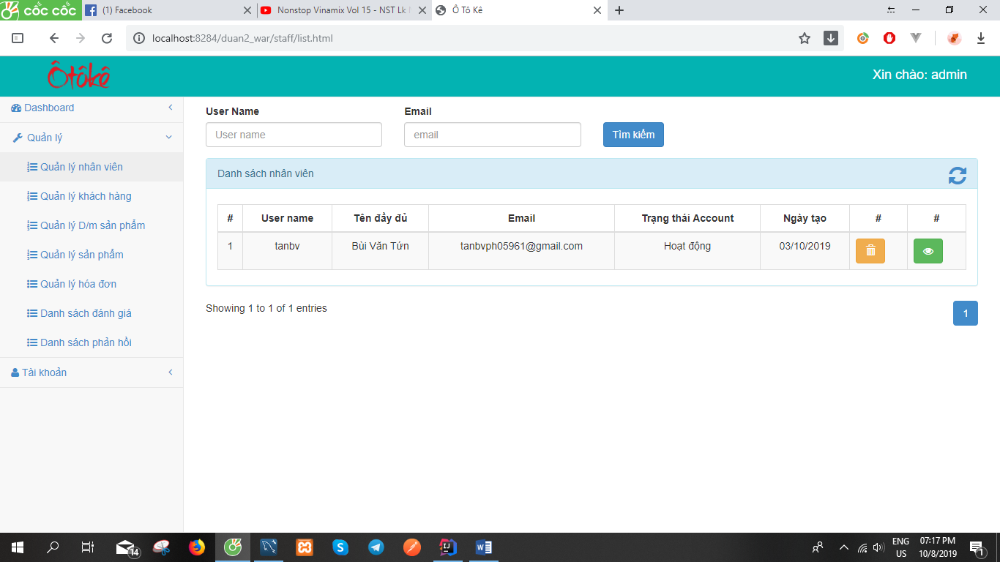 cốc cốc (1) Facebook Nonstop Vinamix Vol 15 - NST Lk Ô Tô Kê
localhost:8284/duan2_war/staff/list.html
Ôtôkê Xin chào: admin
Dashboard
Quản lý
Quản lý nhân viên
Quản lý khách hàng
Quản lý D/m sản phẩm
Quản lý sản phẩm
Quản lý hóa đơn
Danh sách đánh giá
Danh sách phản hồi
Tài khoản
User Name Email
User name email Tìm kiếm
Danh sách nhân viên
# User name Tên đầy đủ Email Trạng thái Account Ngày tạo # #
1 tanbv Bùi Văn Tứn tanbvph05961@gmail.com Hoạt động 03/10/2019
Showing 1 to 1 of 1 entries 1
14
ENG 07:17 PM
US 10/8/2019 1